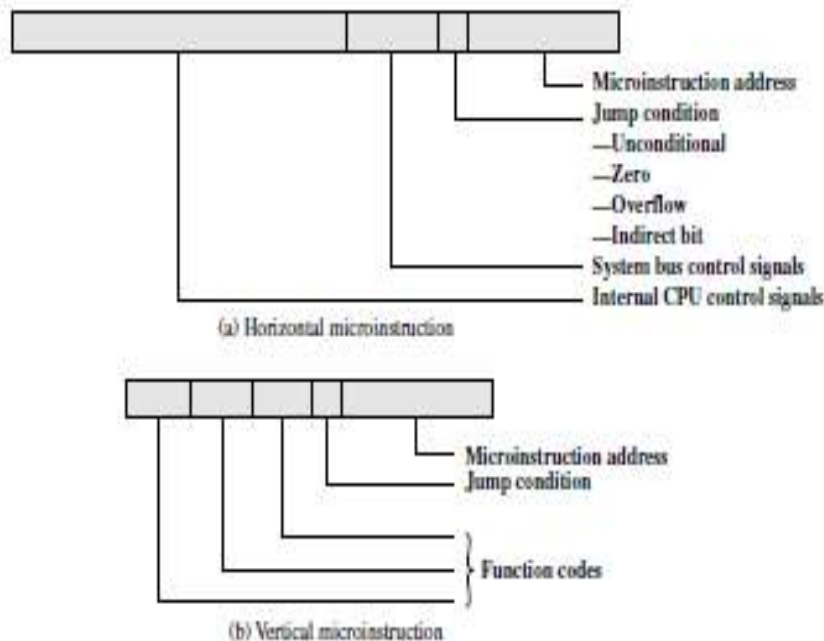 Microinstruction address
Jump condition
—Unconditional
—Zero
—Overflow
—Indirect bit
System bus control signals
Internal CPU control signals
(a) Horizontal microinstruction
Microinstruction address
Jump condition
Function codes
(b) Vertical microinstruction